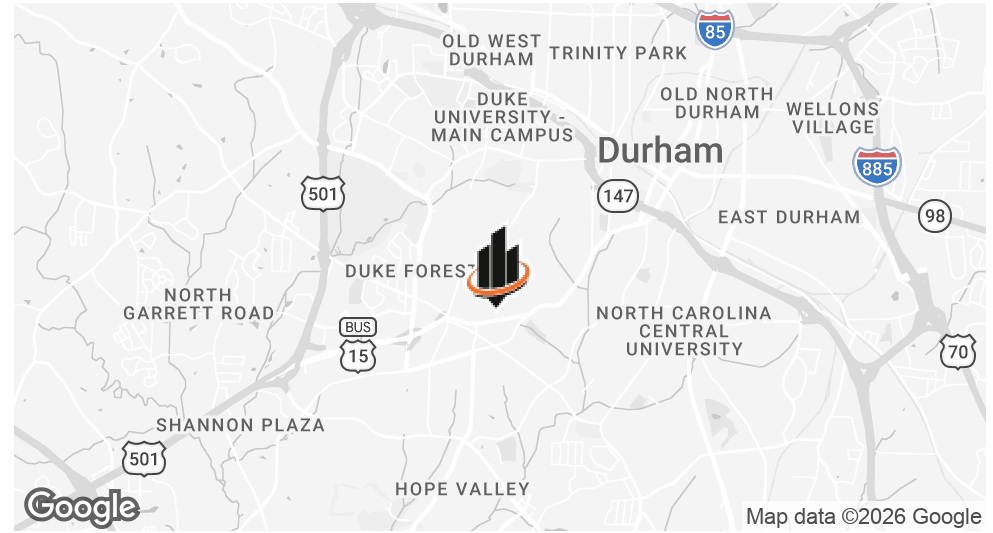 85
OLD WEST
DURHAM
TRINITY PARK
DUKE
UNIVERSITY -
MAIN CAMPUS
OLD NORTH
DURHAM
WELLONS
VILLAGE
Durham
885
501
147
98
EAST DURHAM
DUKE FOREST
NORTH
GARRETT ROAD
NORTH CAROLINA
CENTRAL
UNIVERSITY
BUS
15
70
SHANNON PLAZA
501
HOPE VALLEY
Google
Map data ©2026 Google